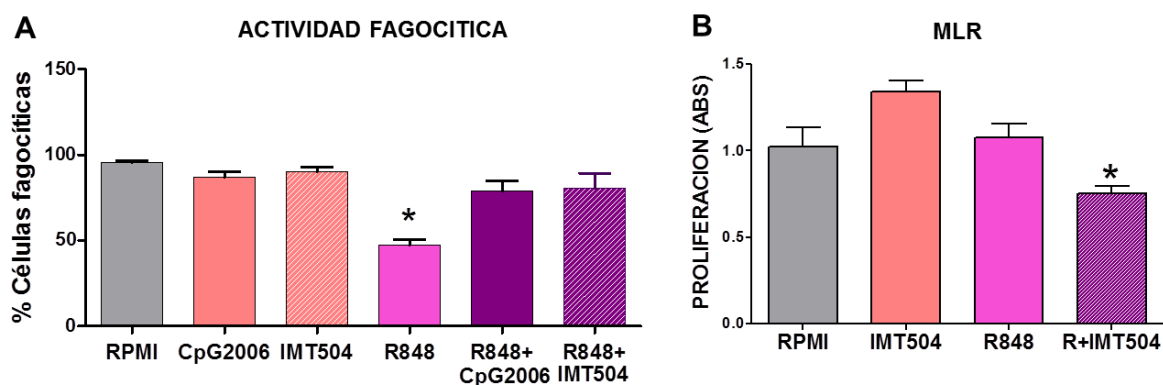 A
ACTIVIDAD FAGOCITICA
% Células fagocíticas
150
100
50
0
RPMI CpG2006 IMT504 R848 R848+ R848+
CpG2006 IMT504
*
B
MLR
PROLIFERACION (ABS)
1.5
1.0
0.5
0.0
RPMI IMT504 R848 R+IMT504
*